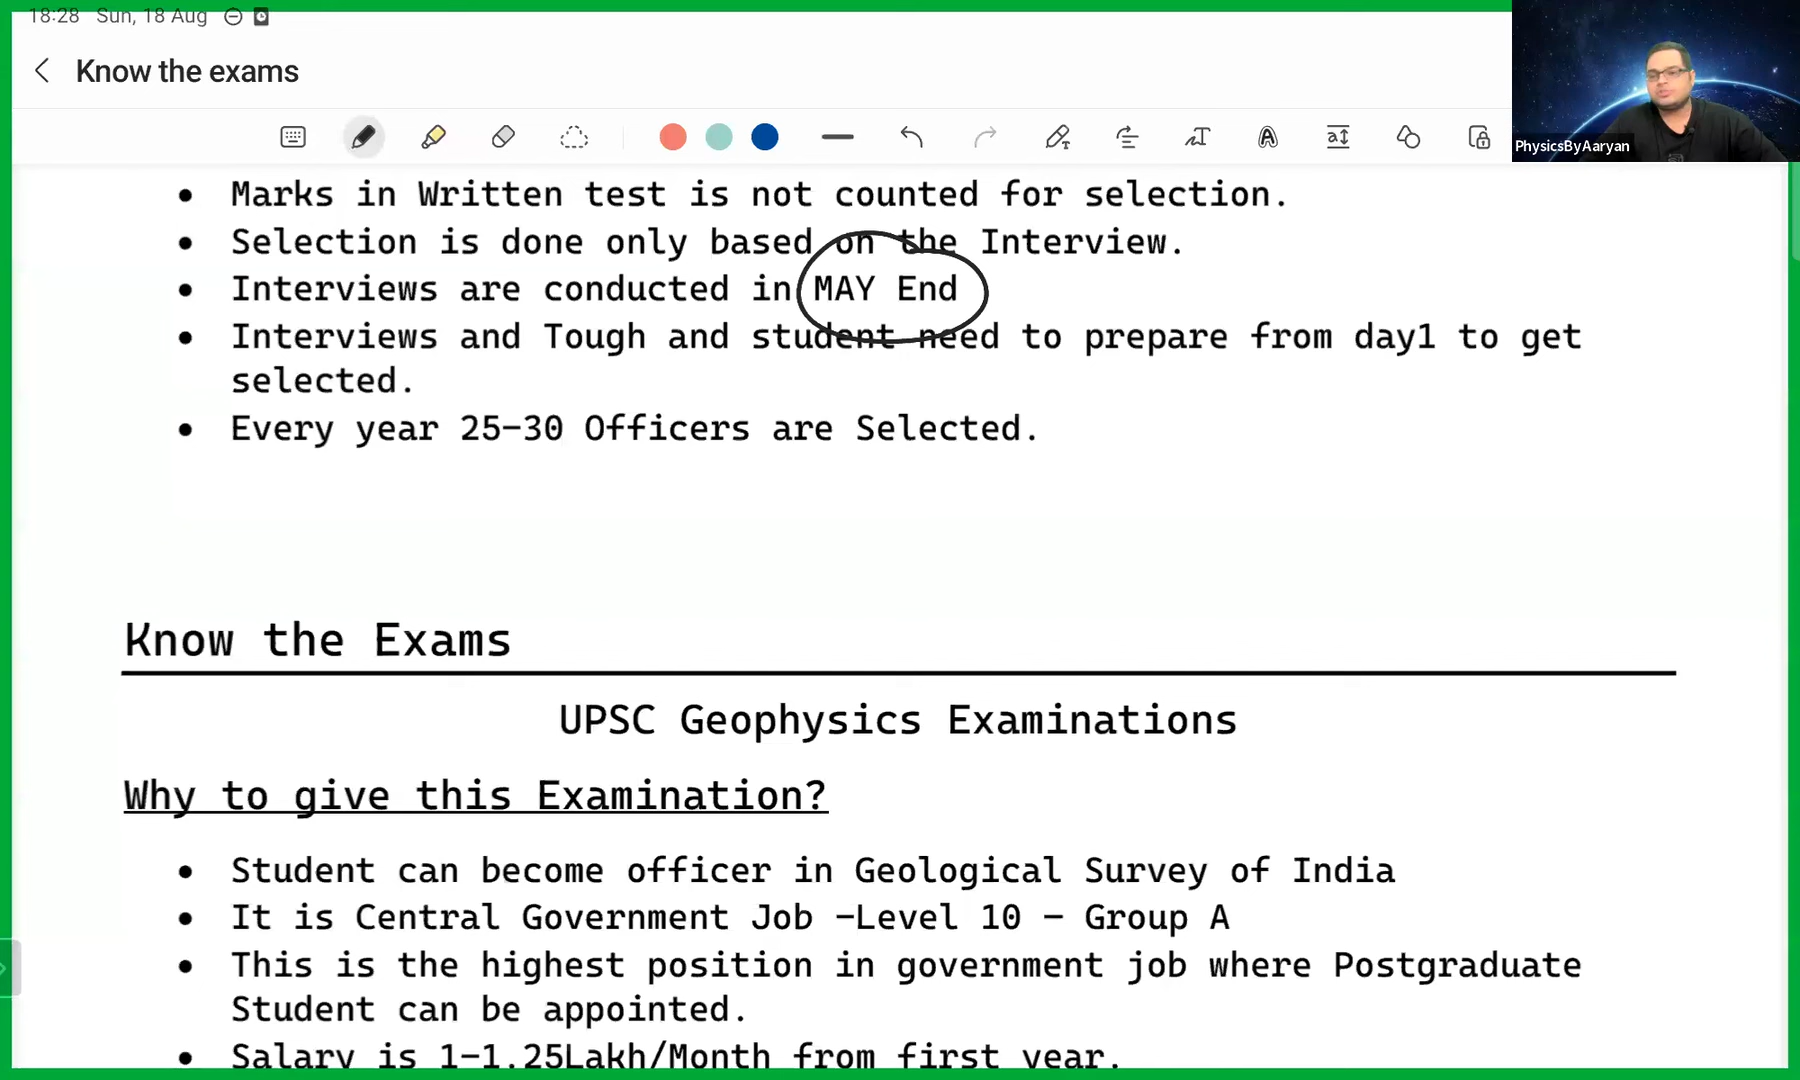 18:28 Sun, 18 Aug
Know the exams
PhysicsByAaryan
• Marks in Written test is not counted for selection.
• Selection is done only based on the Interview.
• Interviews are conducted in MAY End
• Interviews and Tough and student need to prepare from day1 to get
selected.
• Every year 25-30 Officers are Selected.
Know the Exams
UPSC Geophysics Examinations
Why to give this Examination?
• Student can become officer in Geological Survey of India
• It is Central Government Job -Level 10 - Group A
• This is the highest position in government job where Postgraduate
Student can be appointed.
• Salary is 1-1.25Lakh/Month from first year.